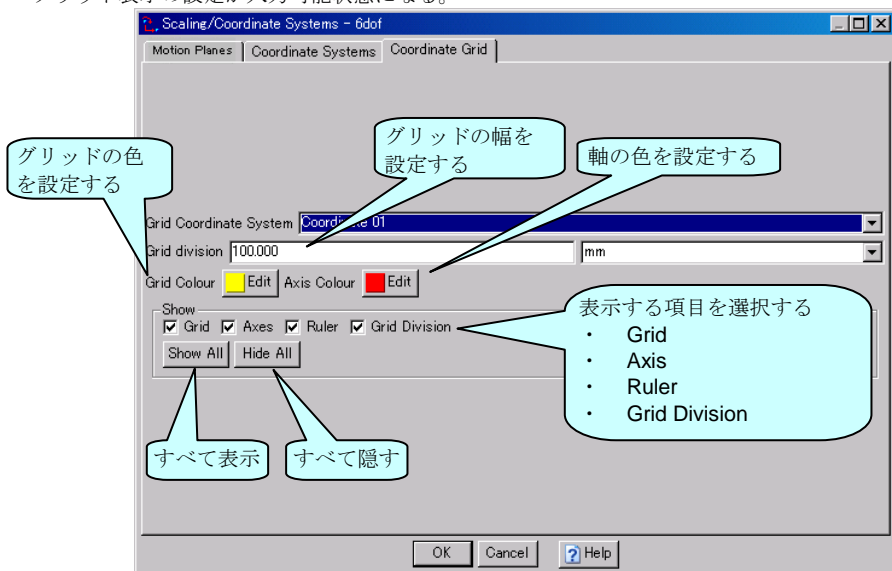 グリッド表示の設定が入力可能状態になる。
Scaling/Coordinate Systems - 6dof
Motion Planes Coordinate Systems Coordinate Grid
グリッドの色
を設定する
グリッドの幅を
設定する
軸の色を設定する
Grid Coordinate System Coordinate 01
Grid division 100.000 mm
Grid Colour Edit Axis Colour Edit
Show
Grid Axes Ruler Grid Division
Show All Hide All
表示する項目を選択する
・ Grid
・ Axis
・ Ruler
・ Grid Division
すべて表示
すべて隠す
OK Cancel Help